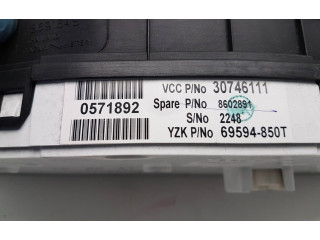 VCC P/No 30746111
0571892
Spare P/No 8602891
S/No 2248
YZK P/No 69594-850T